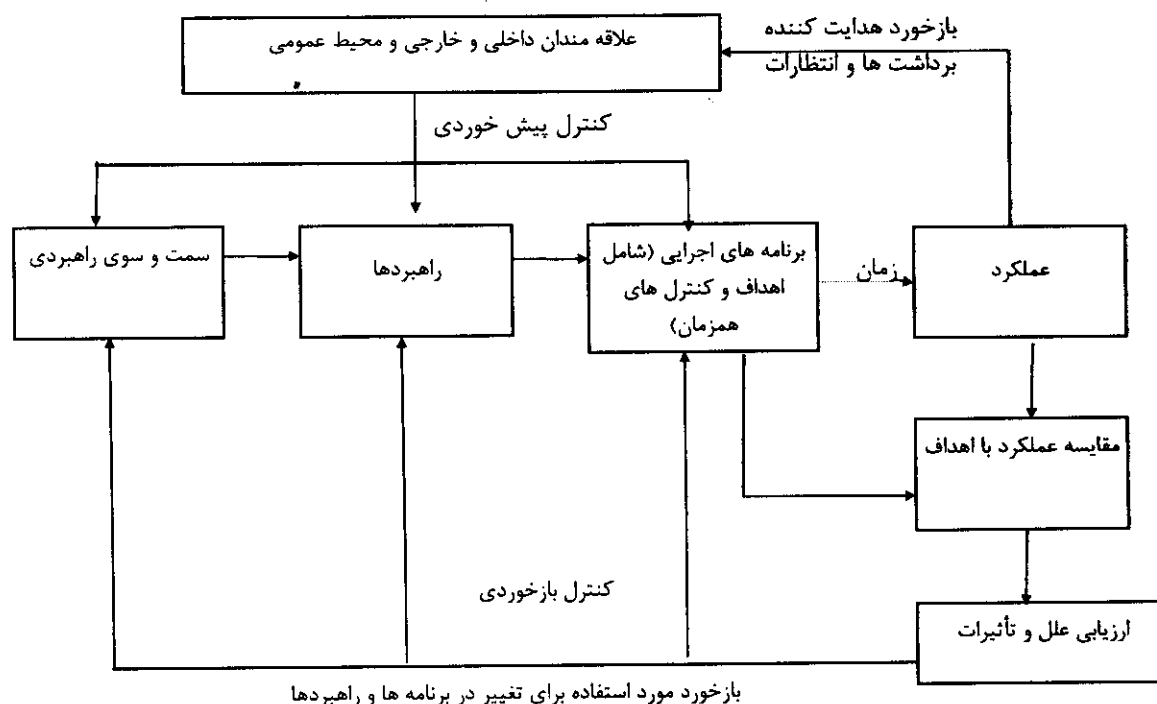 علاقه مندان داخلی و خارجی و محیط عمومی
بازخورد هدایت کننده
برداشت ها و انتظارات
کنترل پیش خوردی
سمت و سوی راهبردی
راهبردها
برنامه های اجرایی (شامل
اهداف و کنترل های
همزمان)
زمان
عملکرد
مقایسه عملکرد با اهداف
کنترل بازخوردی
ارزیابی علل و تأثیرات
بازخورد مورد استفاده برای تغییر در برنامه ها و راهبردها